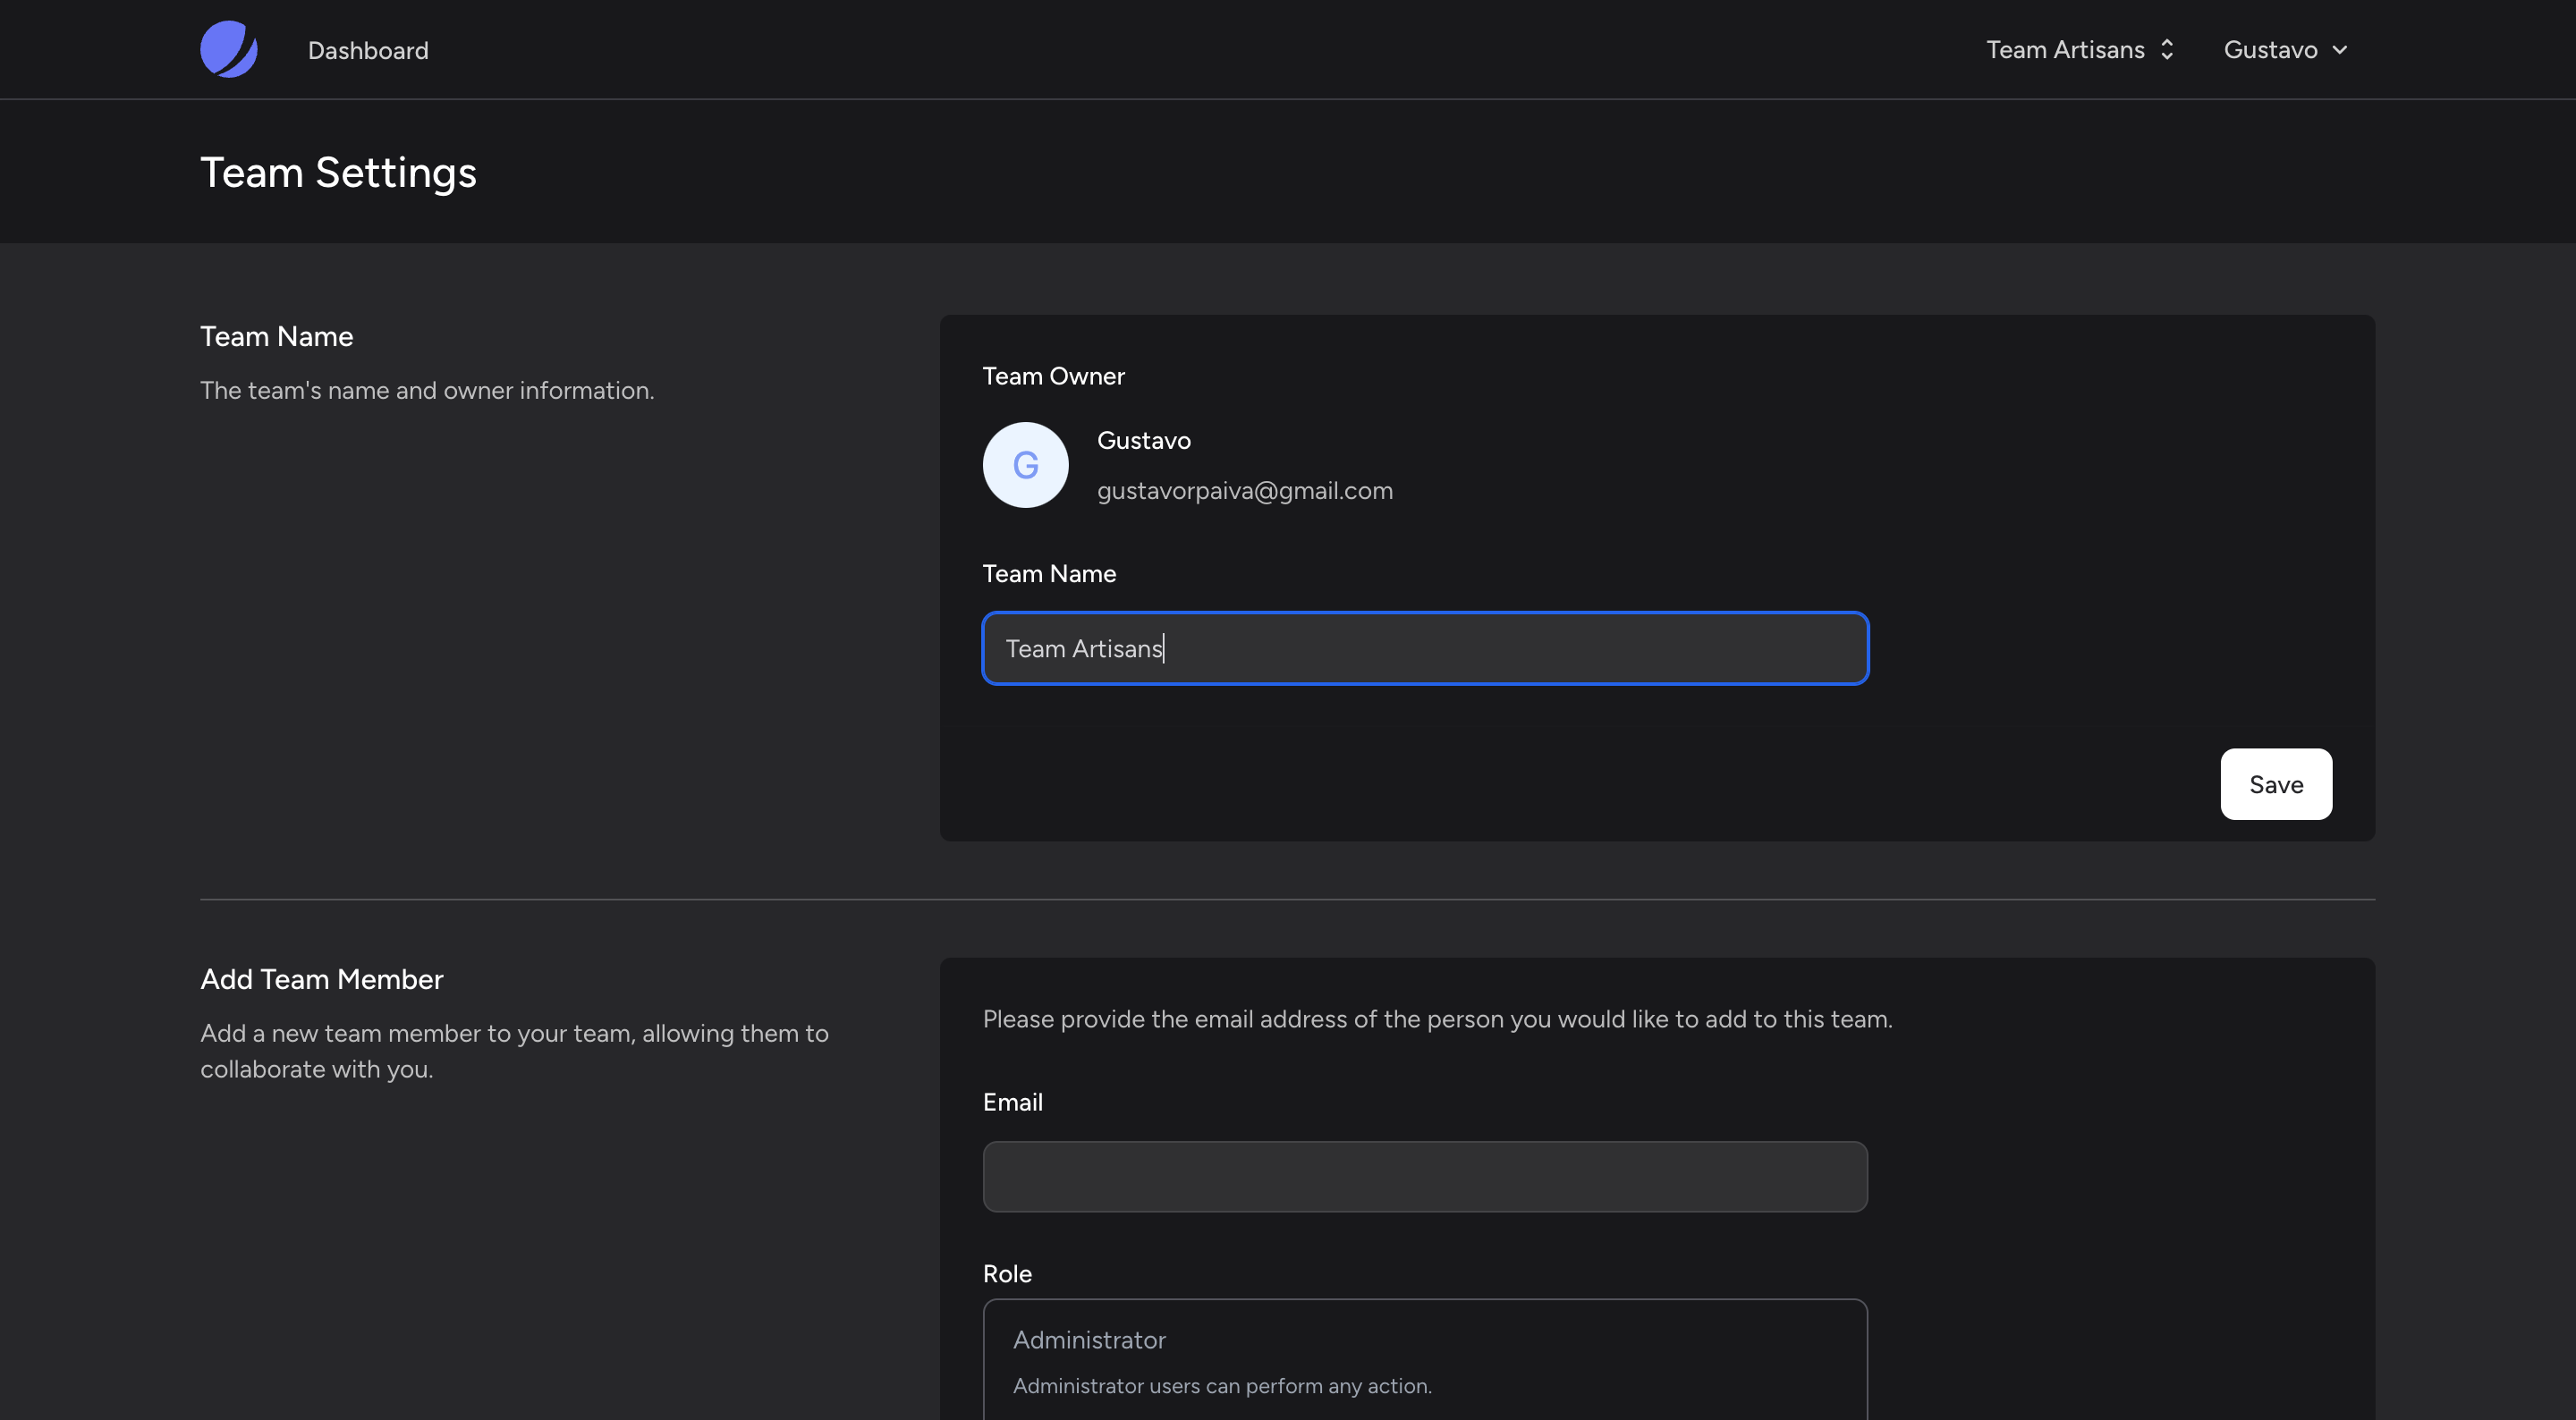 Dashboard
Team Artisans
Gustavo
Team Settings
Team Name
The team's name and owner information.
Team Owner
G
Gustavo
gustavorpaiva@gmail.com
Team Name
Team Artisans
Save
Add Team Member
Add a new team member to your team, allowing them to
collaborate with you.
Please provide the email address of the person you would like to add to this team.
Email
Role
Administrator
Administrator users can perform any action.